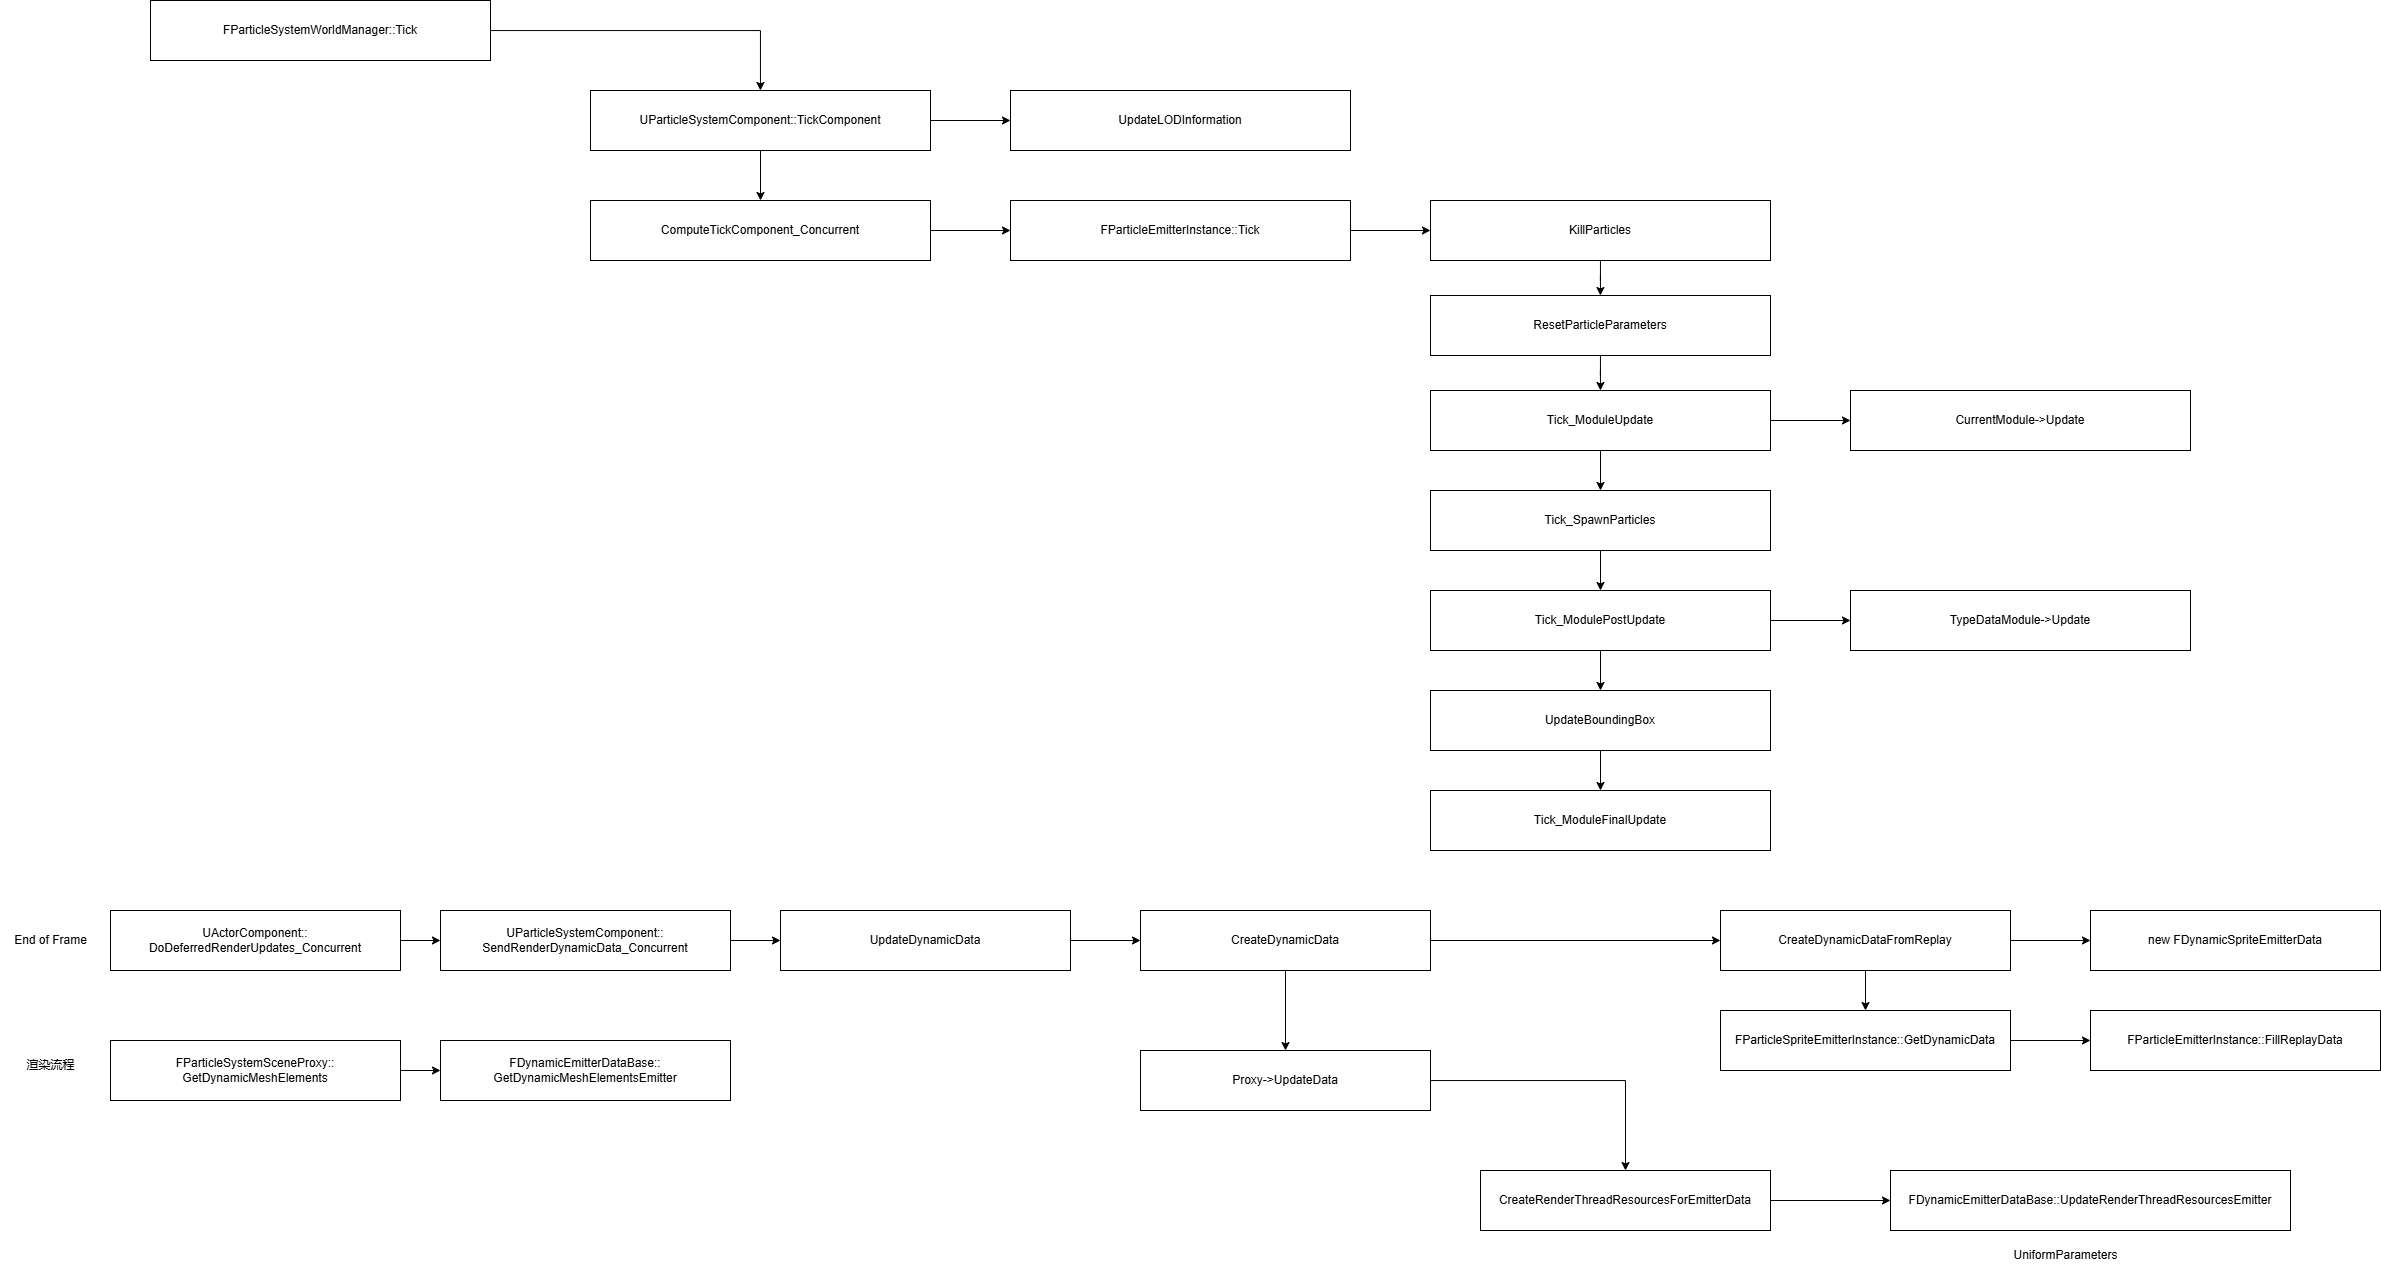 FParticleSystemWorldManager::Tick
UParticleSystemComponent::TickComponent
UpdateLODInformation
ComputeTickComponent_Concurrent
FParticleEmitterInstance::Tick
KillParticles
ResetParticleParameters
Tick_ModuleUpdate
CurrentModule->Update
Tick_SpawnParticles
Tick_ModulePostUpdate
TypeDataModule->Update
UpdateBoundingBox
Tick_ModuleFinalUpdate
End of Frame
UActorComponent::
DoDeferredRenderUpdates_Concurrent
UParticleSystemComponent::
SendRenderDynamicData_Concurrent
UpdateDynamicData
CreateDynamicData
CreateDynamicDataFromReplay
new FDynamicSpriteEmitterData
FParticleSpriteEmitterInstance::GetDynamicData
FParticleEmitterInstance::FillReplayData
渲染流程
FParticleSystemSceneProxy::
GetDynamicMeshElements
FDynamicEmitterDataBase::
GetDynamicMeshElementsEmitter
Proxy->UpdateData
CreateRenderThreadResourcesForEmitterData
FDynamicEmitterDataBase::UpdateRenderThreadResourcesEmitter
UniformParameters